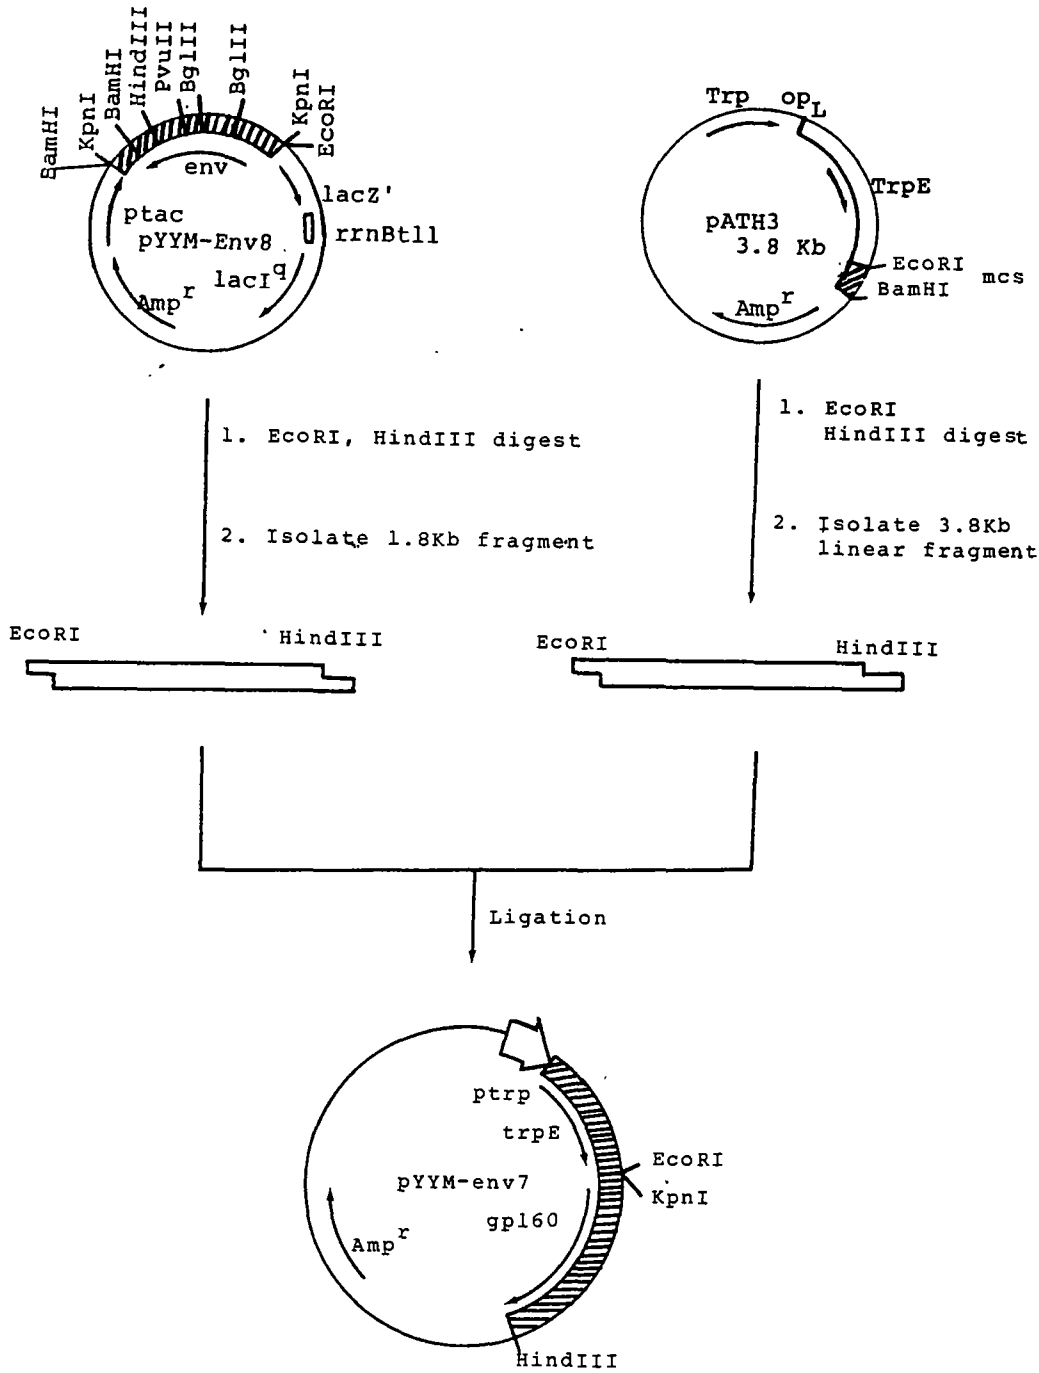 BamHI
KpnI
BamHI
HindIII
PvuII
BglII
BglII
KpnI
EcoRI
env
ptac
pYYM-Env8
lacI^q
Amp^r
lacZ'
rrnBt11
Trp
op_L
TrpE
pATH3
3.8 Kb
EcoRI
mcs
BamHI
Amp^r
1. EcoRI, HindIII digest
2. Isolate 1.8Kb fragment
1. EcoRI
HindIII digest
2. Isolate 3.8Kb
linear fragment
EcoRI
HindIII
EcoRI
HindIII
Ligation
ptrp
trpE
pYYM-env7
gp160
EcoRI
KpnI
Amp^r
HindIII